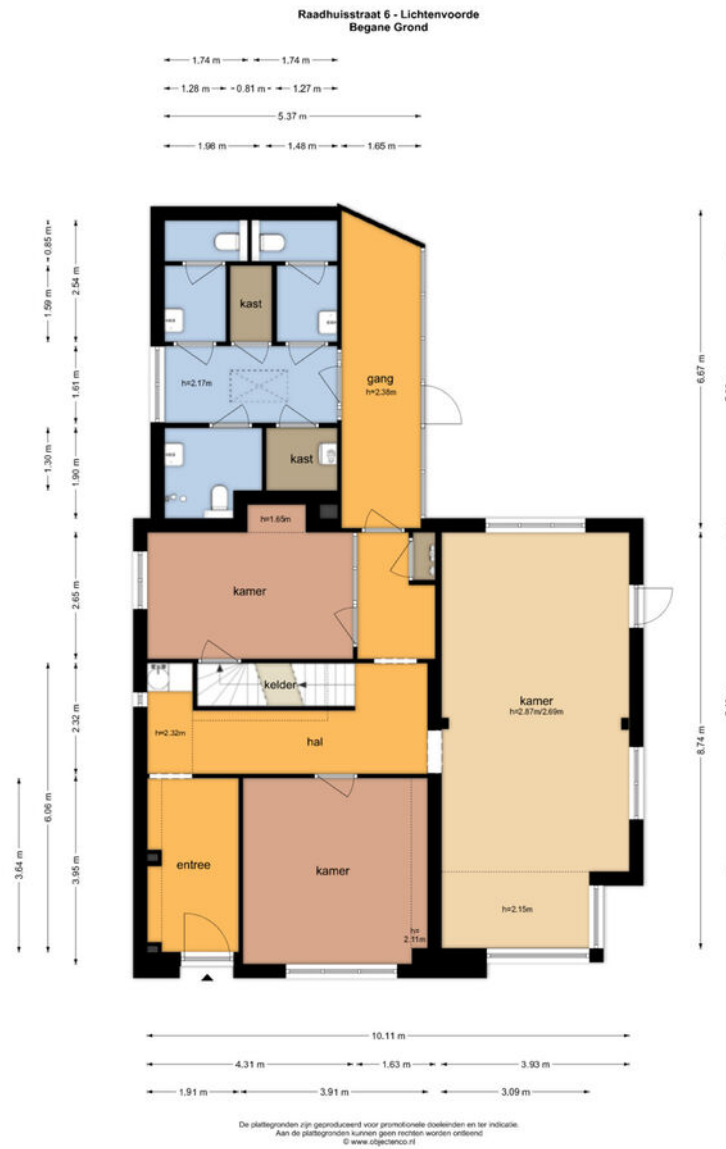 Raadhuisstraat 6 - Lichtenvoorde
Begane Grond
1.74 m 1.74 m
1.28 m 0.81 m 1.27 m
5.37 m
1.98 m 1.48 m 1.65 m
0.85 m
1.59 m
2.54 m
1.61 m
1.30 m
1.90 m
2.65 m
2.32 m
6.06 m
3.64 m
3.95 m
6.67 m
8.74 m
kast
h=2.17m
gang
h=2.38m
kast
h=1.65m
kamer
kelder
kamer
h=2.87m/2.69m
h=2.32m
hal
entree
kamer
h=
2.11m
h=2.15m
10.11 m
4.31 m 1.63 m 3.93 m
1.91 m 3.91 m 3.09 m
De plattegronden zijn geproduceerd voor promotionele doeleinden en ter indicatie.
Aan de plattegronden kunnen geen rechten worden ontleend
© www.objectenco.nl